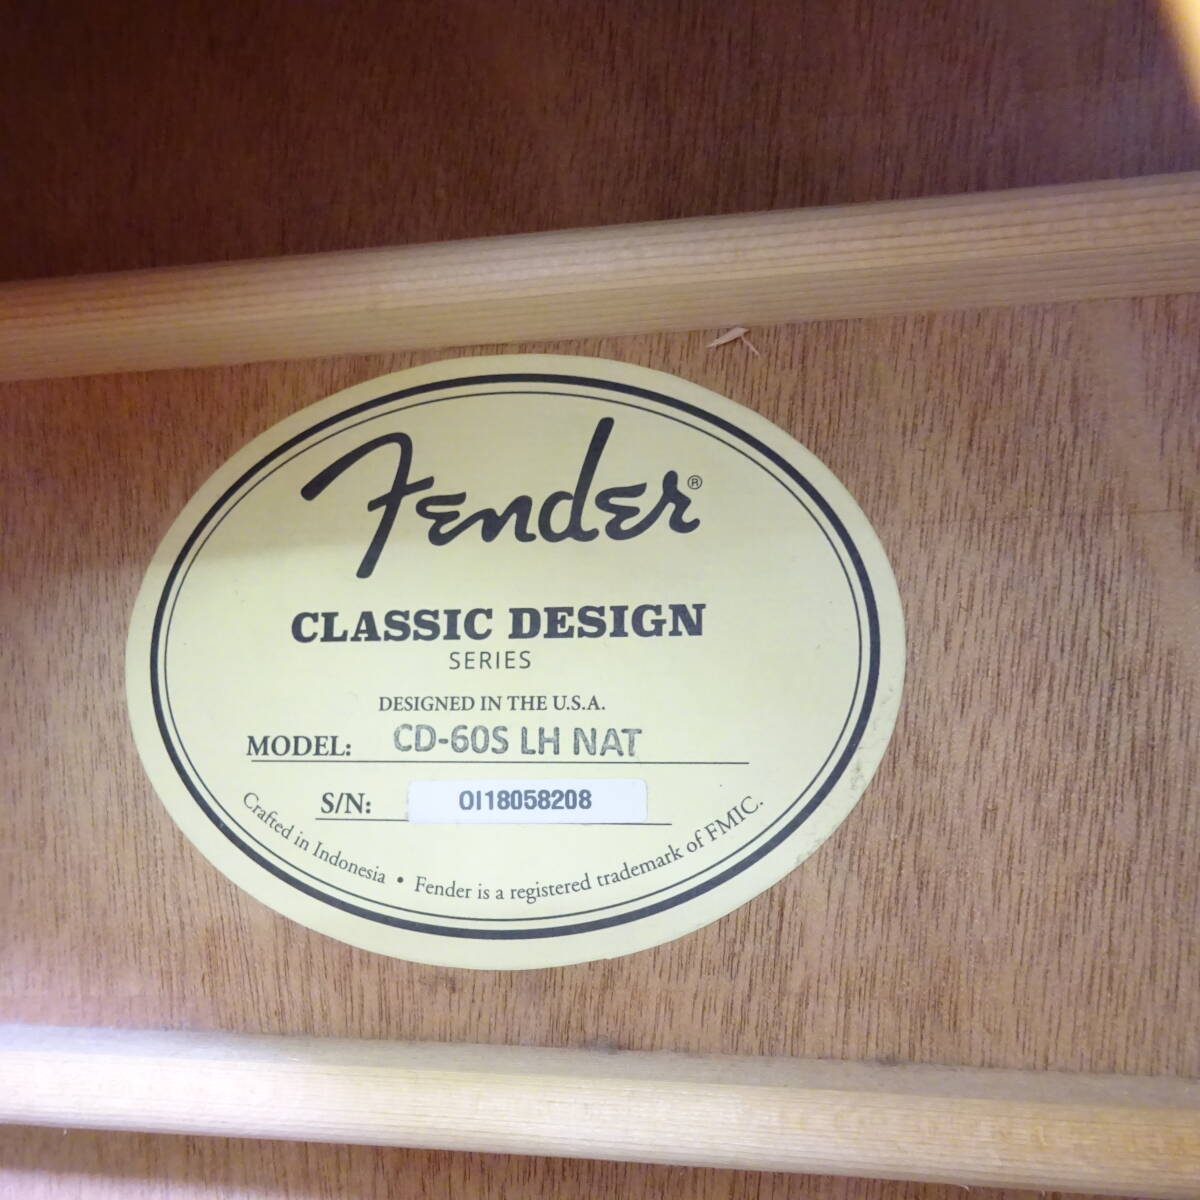 Fender®
CLASSIC DESIGN
SERIES
DESIGNED IN THE U.S.A.
MODEL: CD-60S LH NAT
S/N: OI18058208
Crafted in Indonesia • Fender is a registered trademark of FMIC.